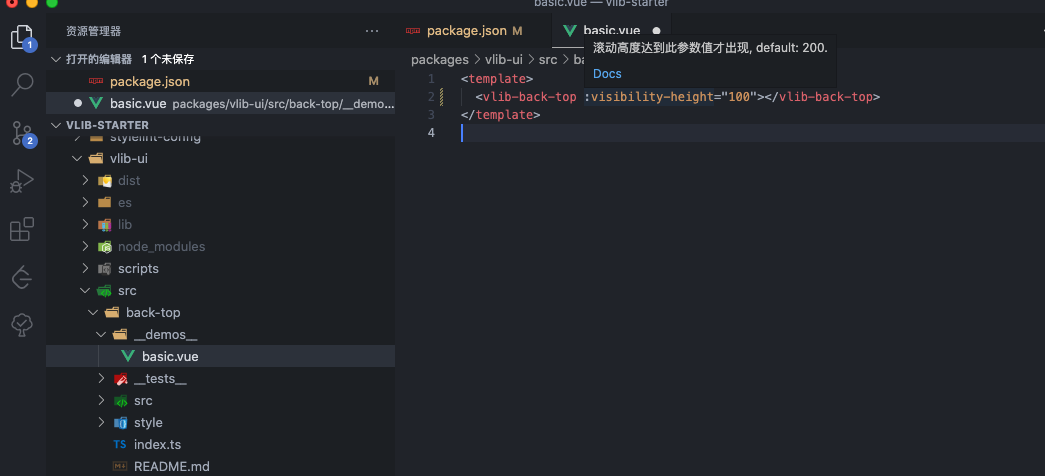 basic.vue — vlib-starter
资源管理器
打开的编辑器 1 个未保存
package.json M
basic.vue packages/vlib-ui/src/back-top/__demo...
VLIB-STARTER
stylelint-config
vlib-ui
dist
es
lib
node_modules
scripts
src
back-top
__demos__
basic.vue
__tests__
src
style
TS index.ts
README.md
1
2
package.json M
basic.vue
packages > vlib-ui > src > ba
滚动高度达到此参数值才出现, default: 200.
Docs
1 <template>
2 <vlib-back-top :visibility-height="100"></vlib-back-top>
3 </template>
4